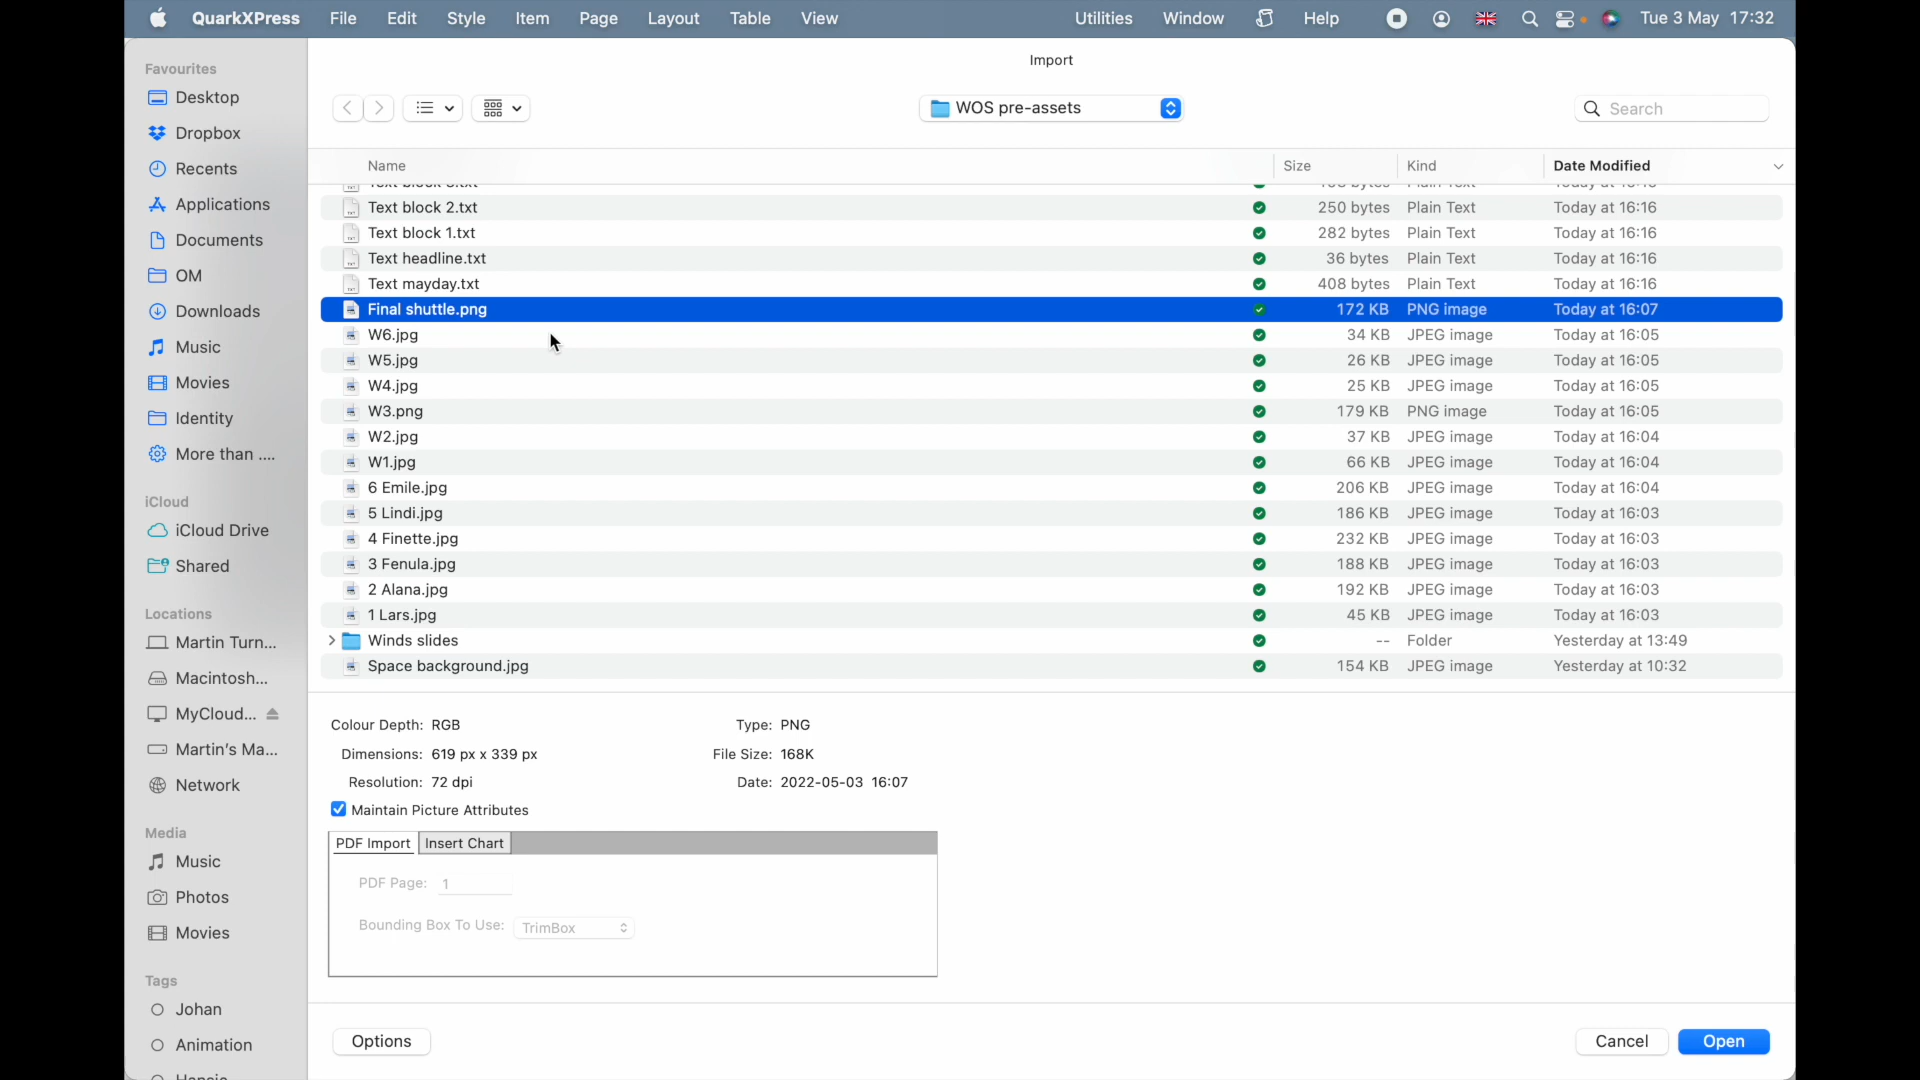 QuarkXPress File Edit Style Item Page Layout Table View Utilities Window Help Tue 3 May 17:32
Import
Favourites
Desktop
Dropbox
Recents
Applications
Documents
OM
Downloads
Music
Movies
Identity
More than ....
iCloud
iCloud Drive
Shared
Locations
Martin Turn...
Macintosh...
MyCloud...
Martin's Ma...
Network
Media
Music
Photos
Movies
Tags
Johan
Animation
WOS pre-assets
Search
Name Size Kind Date Modified
Text block 2.txt 250 bytes Plain Text Today at 16:16
Text block 1.txt 282 bytes Plain Text Today at 16:16
Text headline.txt 36 bytes Plain Text Today at 16:16
Text mayday.txt 408 bytes Plain Text Today at 16:16
Final shuttle.png 172 KB PNG image Today at 16:07
W6.jpg 34 KB JPEG image Today at 16:05
W5.jpg 26 KB JPEG image Today at 16:05
W4.jpg 25 KB JPEG image Today at 16:05
W3.png 179 KB PNG image Today at 16:05
W2.jpg 37 KB JPEG image Today at 16:04
W1.jpg 66 KB JPEG image Today at 16:04
6 Emile.jpg 206 KB JPEG image Today at 16:04
5 Lindi.jpg 186 KB JPEG image Today at 16:03
4 Finette.jpg 232 KB JPEG image Today at 16:03
3 Fenula.jpg 188 KB JPEG image Today at 16:03
2 Alana.jpg 192 KB JPEG image Today at 16:03
1 Lars.jpg 45 KB JPEG image Today at 16:03
Winds slides -- Folder Yesterday at 13:49
Space background.jpg 154 KB JPEG image Yesterday at 10:32
Colour Depth: RGB Type: PNG
Dimensions: 619 px x 339 px File Size: 168K
Resolution: 72 dpi Date: 2022-05-03 16:07
Maintain Picture Attributes
PDF Import Insert Chart
PDF Page: 1
Bounding Box To Use: TrimBox
Options Cancel Open